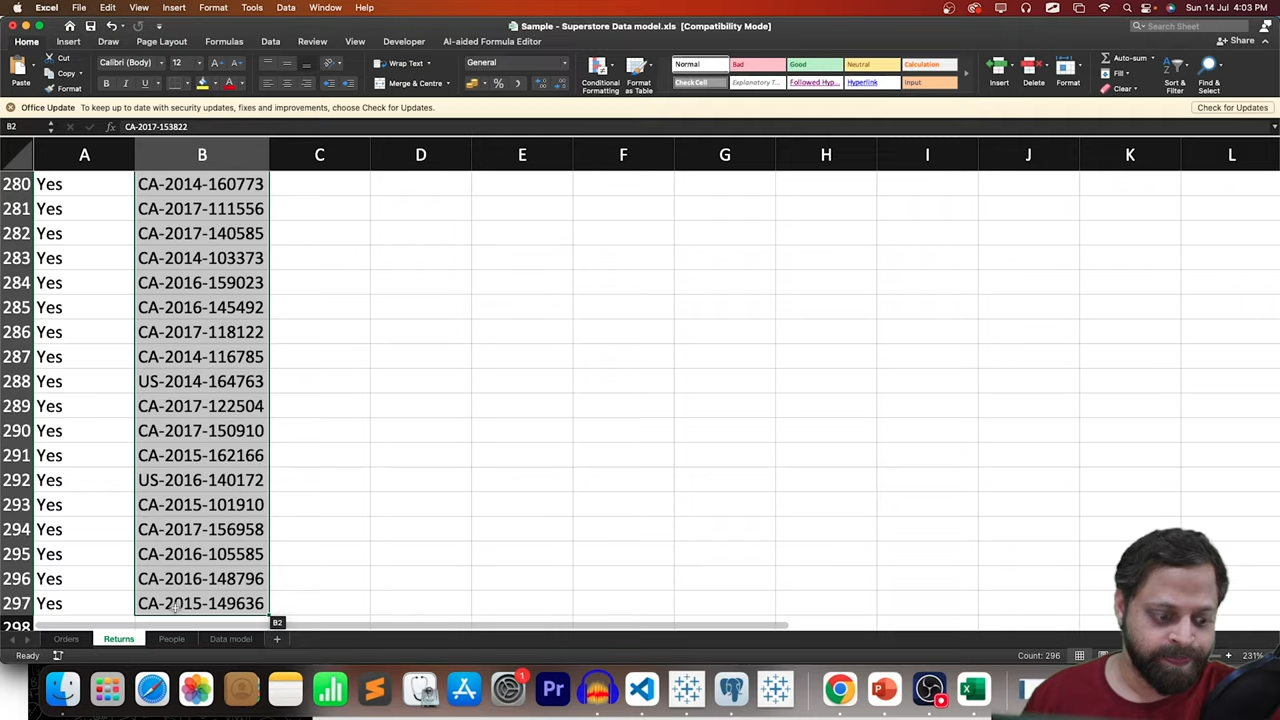 Excel File Edit View Insert Format Tools Data Window Help Sun 14 Jul 4:03 PM
Sample - Superstore Data model.xls [Compatibility Mode] Search Sheet
Home Insert Draw Page Layout Formulas Data Review View Developer AI-aided Formula Editor Share
Cut Calibri (Body) 12 A A Wrap Text General Normal Bad Good Neutral Calculation Auto-sum
Paste Copy Fill
Format B I U A Merge & Centre % Conditional Formatting Format as Table Check Cell Explanatory T... Followed Hyp... Hyperlink Input Insert Delete Format Clear Sort & Filter Find & Select
Office Update To keep up to date with security updates, fixes and improvements, choose Check for Updates. Check for Updates
B2 fx CA-2017-153822
A B C D E F G H I J K L
280 Yes CA-2014-160773
281 Yes CA-2017-111556
282 Yes CA-2017-140585
283 Yes CA-2014-103373
284 Yes CA-2016-159023
285 Yes CA-2016-145492
286 Yes CA-2017-118122
287 Yes CA-2014-116785
288 Yes US-2014-164763
289 Yes CA-2017-122504
290 Yes CA-2017-150910
291 Yes CA-2015-162166
292 Yes US-2016-140172
293 Yes CA-2015-101910
294 Yes CA-2017-156958
295 Yes CA-2016-105585
296 Yes CA-2016-148796
297 Yes CA-2015-149636
298 B2
Orders Returns People Data model +
Ready Count: 296 + 231%
1 Pr